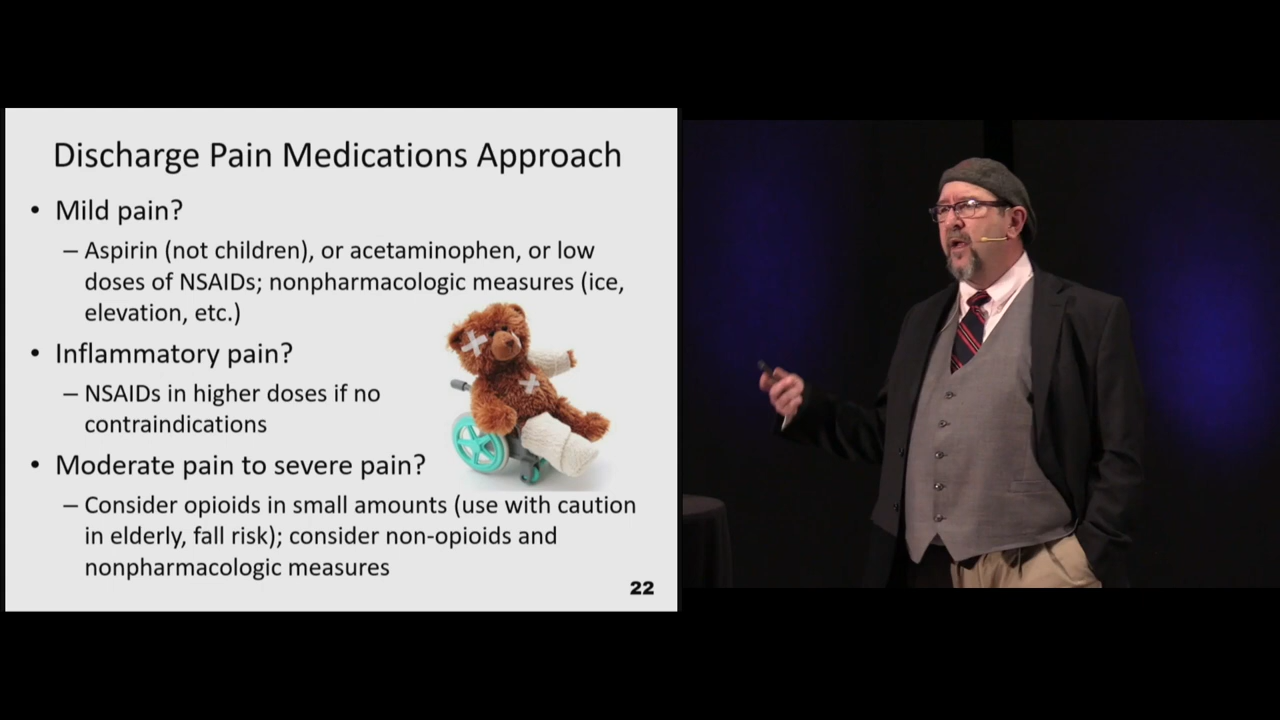 Discharge Pain Medications Approach
• Mild pain?
– Aspirin (not children), or acetaminophen, or low
doses of NSAIDs; nonpharmacologic measures (ice,
elevation, etc.)
• Inflammatory pain?
– NSAIDs in higher doses if no
contraindications
• Moderate pain to severe pain?
– Consider opioids in small amounts (use with caution
in elderly, fall risk); consider non-opioids and
nonpharmacologic measures
22